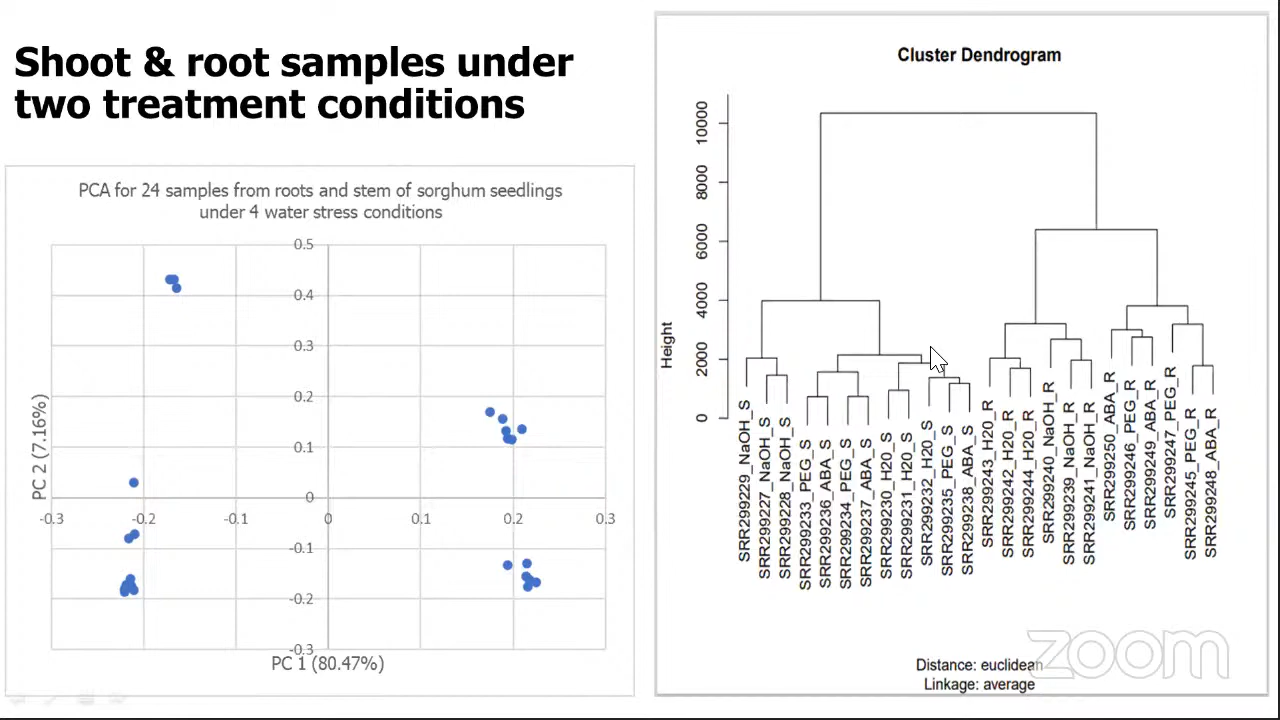 Shoot & root samples under
two treatment conditions
PCA for 24 samples from roots and stem of sorghum seedlings
under 4 water stress conditions
0.5
0.4
0.3
0.2
0.1
0
-0.1
-0.2
-0.3
-0.3
-0.2
-0.1
0
0.1
0.2
0.3
PC 2 (7.16%)
PC 1 (80.47%)
Cluster Dendrogram
Height
10000
8000
6000
4000
2000
0
SRR299229_NaOH_S
SRR299227_NaOH_S
SRR299228_NaOH_S
SRR299233_PEG_S
SRR299236_ABA_S
SRR299234_PEG_S
SRR299237_ABA_S
SRR299230_H20_S
SRR299231_H20_S
SRR299232_H20_S
SRR299235_PEG_S
SRR299238_ABA_S
SRR299243_H20_R
SRR299242_H20_R
SRR299244_H20_R
SRR299240_NaOH_R
SRR299239_NaOH_R
SRR299241_NaOH_R
SRR299250_ABA_R
SRR299246_PEG_R
SRR299249_ABA_R
SRR299247_PEG_R
SRR299245_PEG_R
SRR299248_ABA_R
Distance: euclidean
Linkage: average
zoom